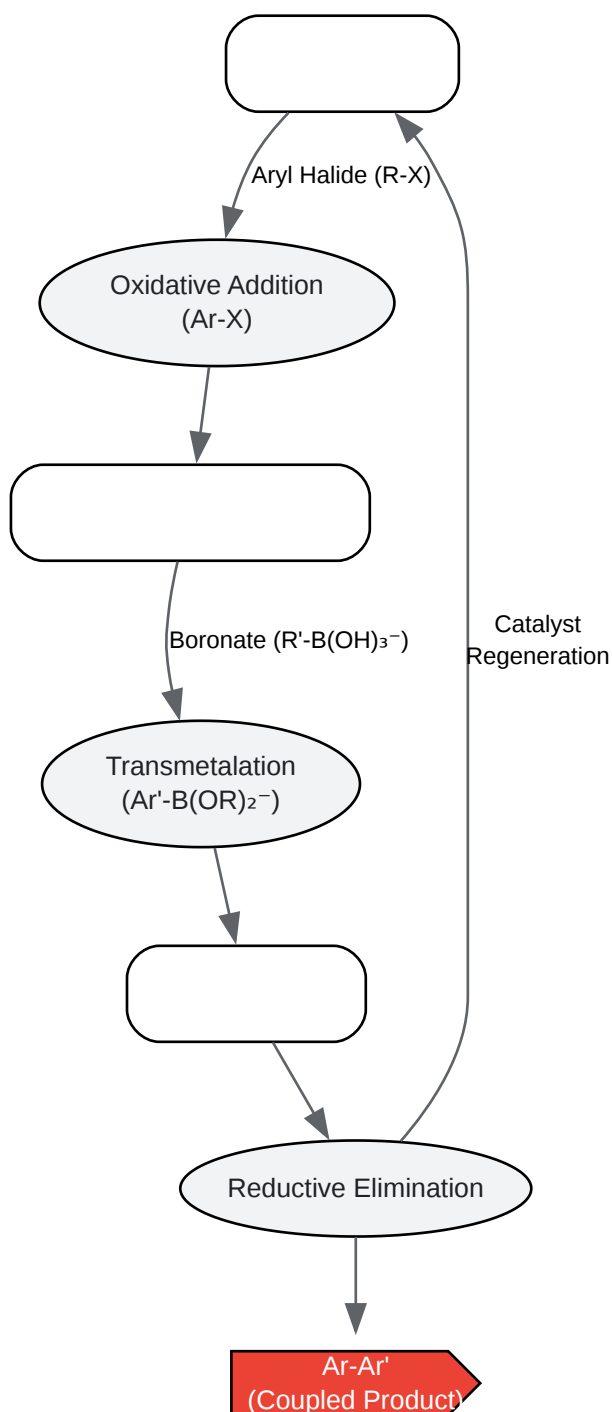 Aryl Halide (R-X)
Oxidative Addition
(Ar-X)
Boronate (R'-B(OH)₃⁻)
Catalyst
Regeneration
Transmetalation
(Ar'-B(OR)₂⁻)
Reductive Elimination
Ar-Ar'
(Coupled Product)